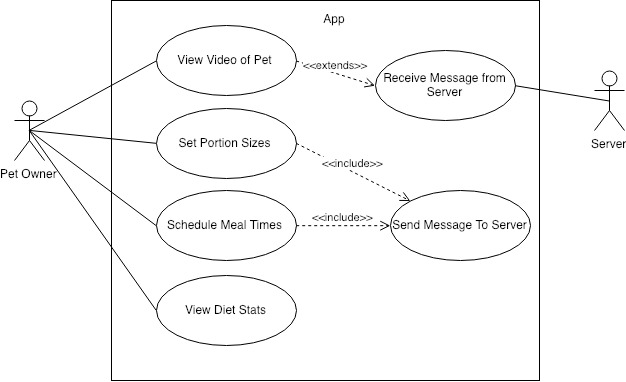 App
View Video of Pet
<<extends>>
Receive Message from
Server
Set Portion Sizes
Server
<<include>>
Pet Owner
Schedule Meal Times
<<include>>
Send Message To Server
View Diet Stats